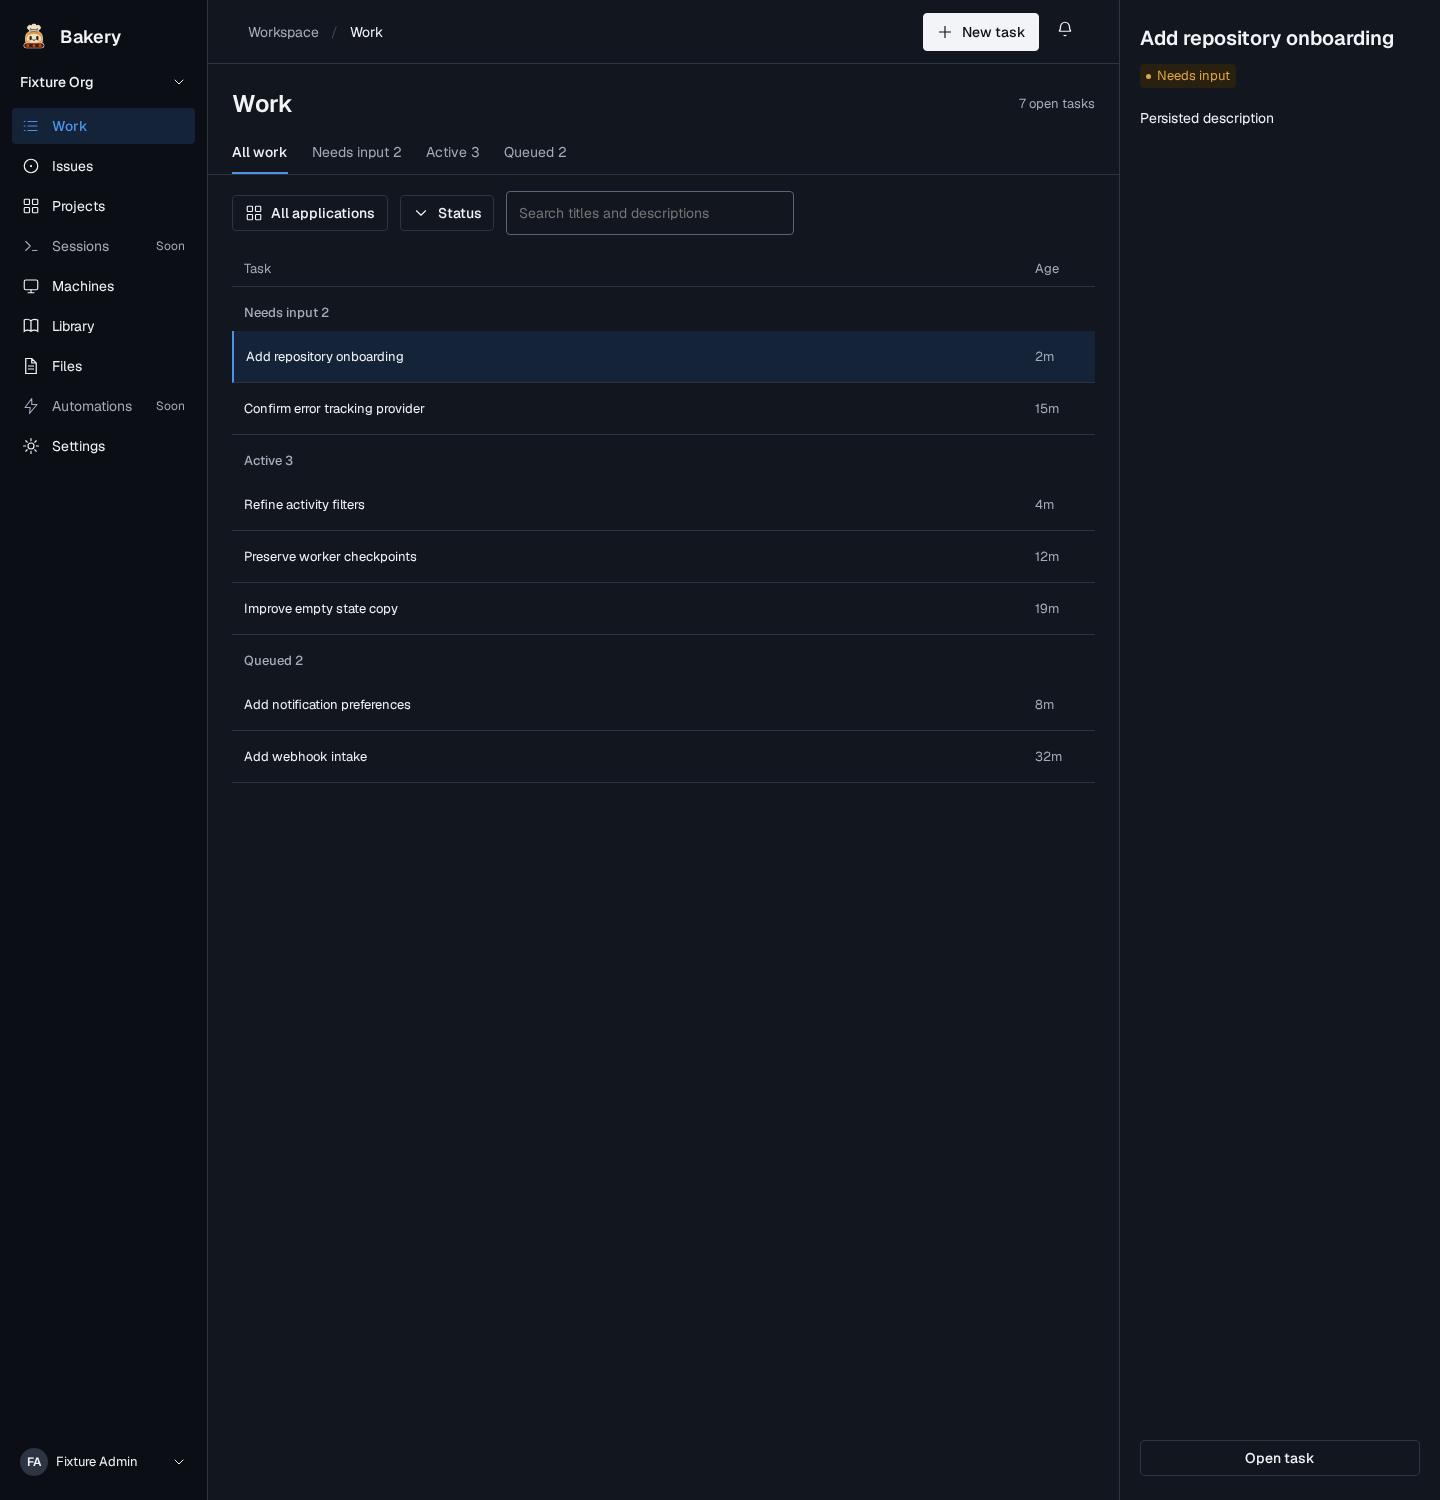 Bakery
Fixture Org
Work
Issues
Projects
Sessions Soon
Machines
Library
Files
Automations Soon
Settings
FA Fixture Admin
Workspace / Work
New task
Work
7 open tasks
All work Needs input 2 Active 3 Queued 2
All applications Status Search titles and descriptions
Task Age
Needs input 2
Add repository onboarding 2m
Confirm error tracking provider 15m
Active 3
Refine activity filters 4m
Preserve worker checkpoints 12m
Improve empty state copy 19m
Queued 2
Add notification preferences 8m
Add webhook intake 32m
Add repository onboarding
Needs input
Persisted description
Open task